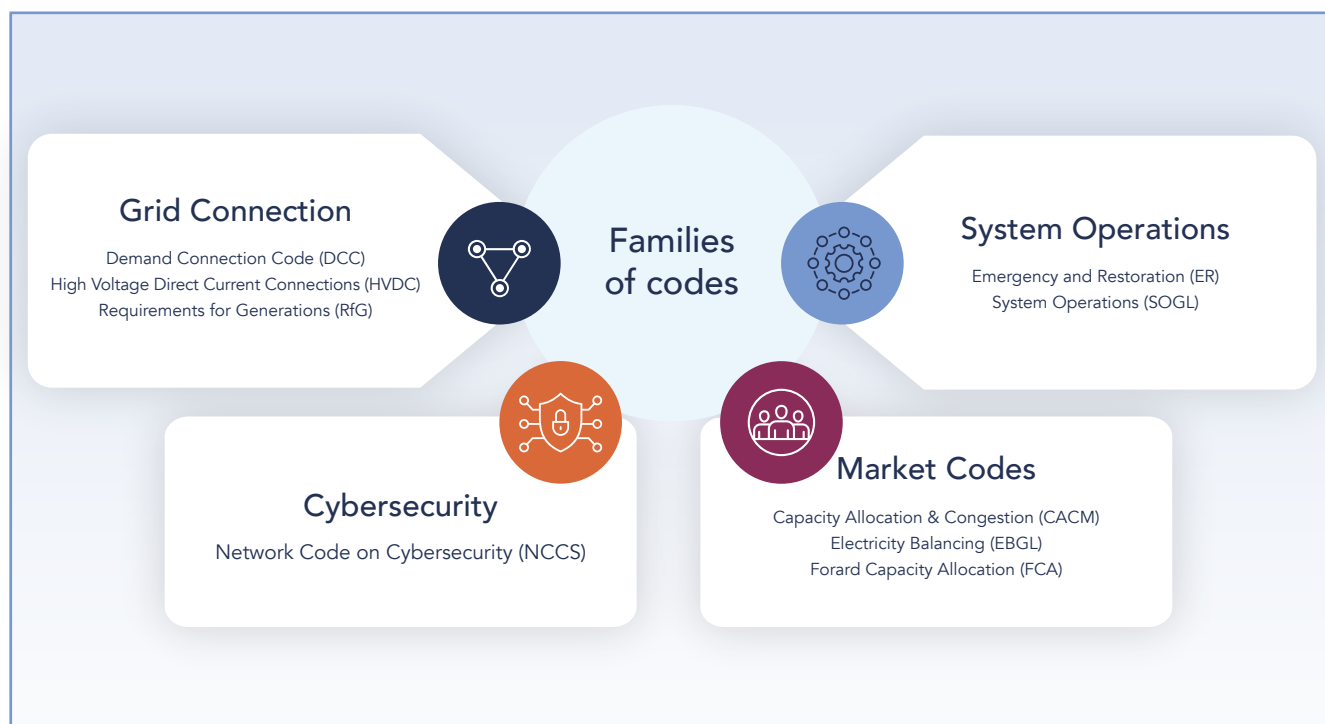 Grid Connection
Demand Connection Code (DCC)
High Voltage Direct Current Connections (HVDC)
Requirements for Generations (RfG)
Families
of codes
System Operations
Emergency and Restoration (ER)
System Operations (SOGL)
Cybersecurity
Network Code on Cybersecurity (NCCS)
Market Codes
Capacity Allocation & Congestion (CACM)
Electricity Balancing (EBGL)
Forard Capacity Allocation (FCA)